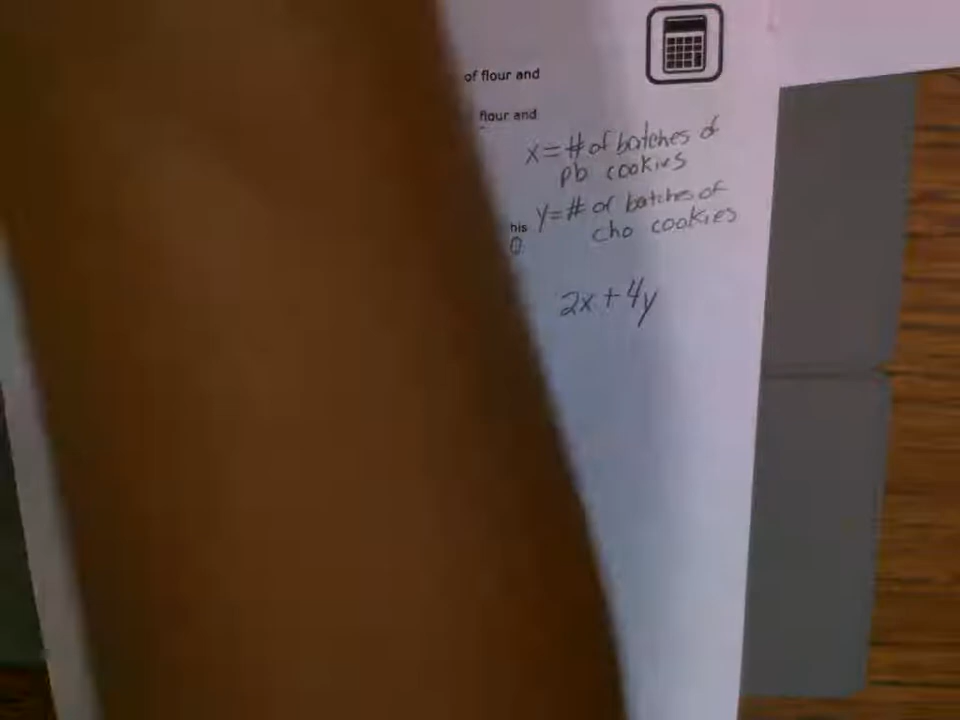 of flour and
flour and
x = # of batches of
pb cookies
his
y = # of batches of
cho cookies
2x + 4y